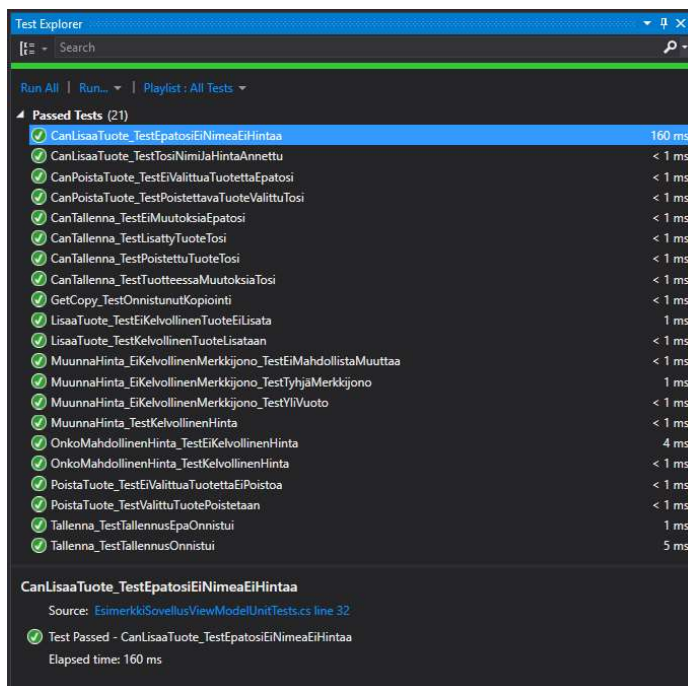 Test Explorer
Search
Run All | Run... | Playlist : All Tests
Passed Tests (21)
CanLisaaTuote_TestEpatosiEiNimeaEiHintaa 160 ms
CanLisaaTuote_TestTosiNimiJaHintaAnnettu < 1 ms
CanPoistaTuote_TestEiValittuaTuotettaEpatosi < 1 ms
CanPoistaTuote_TestPoistettavaTuoteValittuTosi < 1 ms
CanTallenna_TestEiMuutoksiaEpatosi < 1 ms
CanTallenna_TestLisattyTuoteTosi < 1 ms
CanTallenna_TestPoistettuTuoteTosi < 1 ms
CanTallenna_TestTuotteessaMuutoksiaTosi < 1 ms
GetCopy_TestOnnistunutKopiointi < 1 ms
LisaaTuote_TestEiKelvollinenTuoteEiLisata 1 ms
LisaaTuote_TestKelvollinenTuoteLisataan < 1 ms
MuunnaHinta_EiKelvollinenMerkkijono_TestEiMahdollistaMuuttaa < 1 ms
MuunnaHinta_EiKelvollinenMerkkijono_TestTyhjäMerkkijono 1 ms
MuunnaHinta_EiKelvollinenMerkkijono_TestYliVuoto < 1 ms
MuunnaHinta_TestKelvollinenHinta < 1 ms
OnkoMahdollinenHinta_TestEiKelvollinenHinta 4 ms
OnkoMahdollinenHinta_TestKelvollinenHinta < 1 ms
PoistaTuote_TestEiValittuaTuotettaEiPoistoa < 1 ms
PoistaTuote_TestValittuTuotePoistetaan < 1 ms
Tallenna_TestTallennusEpaOnnistui 1 ms
Tallenna_TestTallennusOnnistui 5 ms
CanLisaaTuote_TestEpatosiEiNimeaEiHintaa
Source: EsimerkkiSovellusViewModelUnitTests.cs line 32
Test Passed - CanLisaaTuote_TestEpatosiEiNimeaEiHintaa
Elapsed time: 160 ms